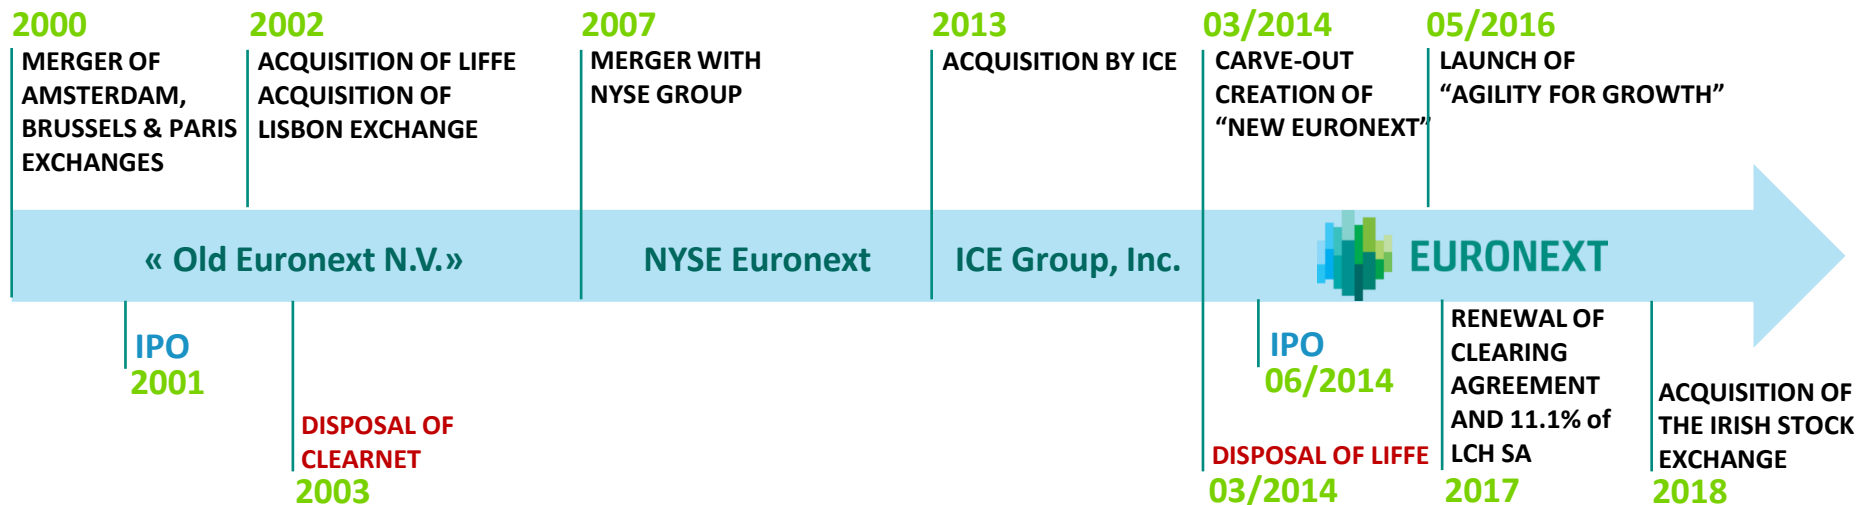 2000
MERGER OF
AMSTERDAM,
BRUSSELS & PARIS
EXCHANGES
2002
ACQUISITION OF LIFFE
ACQUISITION OF
LISBON EXCHANGE
2007
MERGER WITH
NYSE GROUP
2013
ACQUISITION BY ICE
03/2014
CARVE-OUT
CREATION OF
“NEW EURONEXT”
05/2016
LAUNCH OF
“AGILITY FOR GROWTH”
« Old Euronext N.V.»
NYSE Euronext
ICE Group, Inc.
EURONEXT
IPO
2001
DISPOSAL OF
CLEARNET
2003
DISPOSAL OF LIFFE
03/2014
IPO
06/2014
RENEWAL OF
CLEARING
AGREEMENT
AND 11.1% of
LCH SA
2017
ACQUISITION OF
THE IRISH STOCK
EXCHANGE
2018